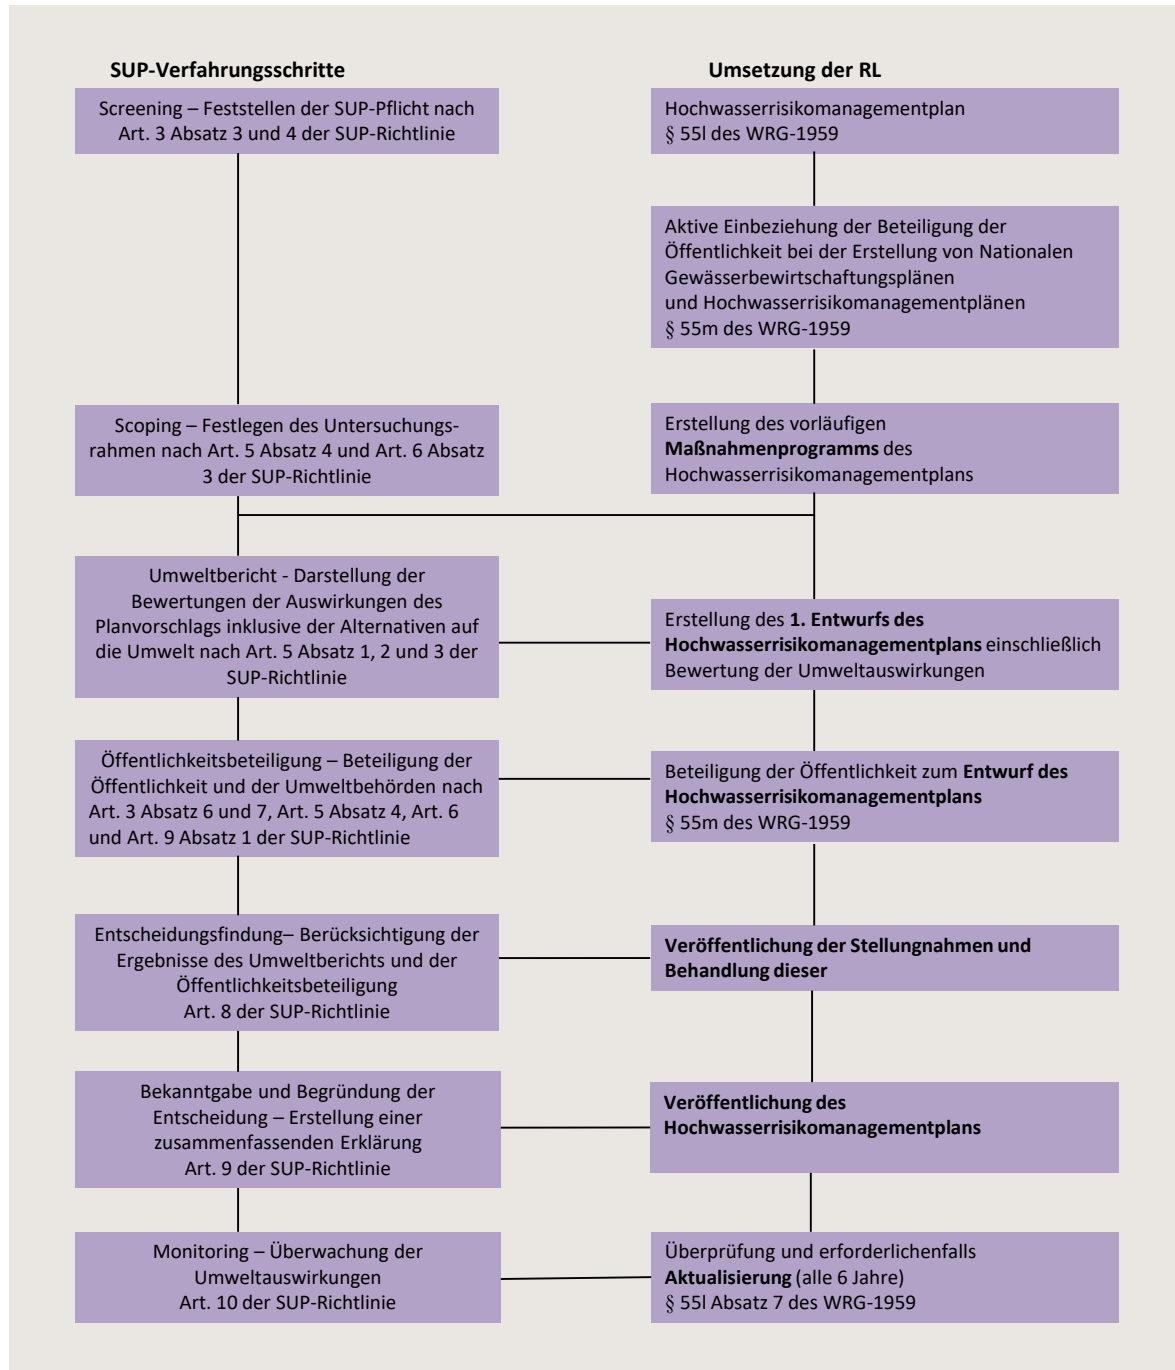 SUP-Verfahrungsschritte
Umsetzung der RL
Screening – Feststellen der SUP-Pflicht nach
Art. 3 Absatz 3 und 4 der SUP-Richtlinie
Hochwasserrisikomanagementplan
§ 55l des WRG-1959
Aktive Einbeziehung der Beteiligung der
Öffentlichkeit bei der Erstellung von Nationalen
Gewässerbewirtschaftungsplänen
und Hochwasserrisikomanagementplänen
§ 55m des WRG-1959
Scoping – Festlegen des Untersuchungs-
rahmen nach Art. 5 Absatz 4 und Art. 6 Absatz
3 der SUP-Richtlinie
Erstellung des vorläufigen
Maßnahmenprogramms des
Hochwasserrisikomanagementplans
Umweltbericht - Darstellung der
Bewertungen der Auswirkungen des
Planvorschlags inklusive der Alternativen auf
die Umwelt nach Art. 5 Absatz 1, 2 und 3 der
SUP-Richtlinie
Erstellung des 1. Entwurfs des
Hochwasserrisikomanagementplans einschließlich
Bewertung der Umweltauswirkungen
Öffentlichkeitsbeteiligung – Beteiligung der
Öffentlichkeit und der Umweltbehörden nach
Art. 3 Absatz 6 und 7, Art. 5 Absatz 4, Art. 6
und Art. 9 Absatz 1 der SUP-Richtlinie
Beteiligung der Öffentlichkeit zum Entwurf des
Hochwasserrisikomanagementplans
§ 55m des WRG-1959
Entscheidungsfindung– Berücksichtigung der
Ergebnisse des Umweltberichts und der
Öffentlichkeitsbeteiligung
Art. 8 der SUP-Richtlinie
Veröffentlichung der Stellungnahmen und
Behandlung dieser
Bekanntgabe und Begründung der
Entscheidung – Erstellung einer
zusammenfassenden Erklärung
Art. 9 der SUP-Richtlinie
Veröffentlichung des
Hochwasserrisikomanagementplans
Monitoring – Überwachung der
Umweltauswirkungen
Art. 10 der SUP-Richtlinie
Überprüfung und erforderlichenfalls
Aktualisierung (alle 6 Jahre)
§ 55l Absatz 7 des WRG-1959